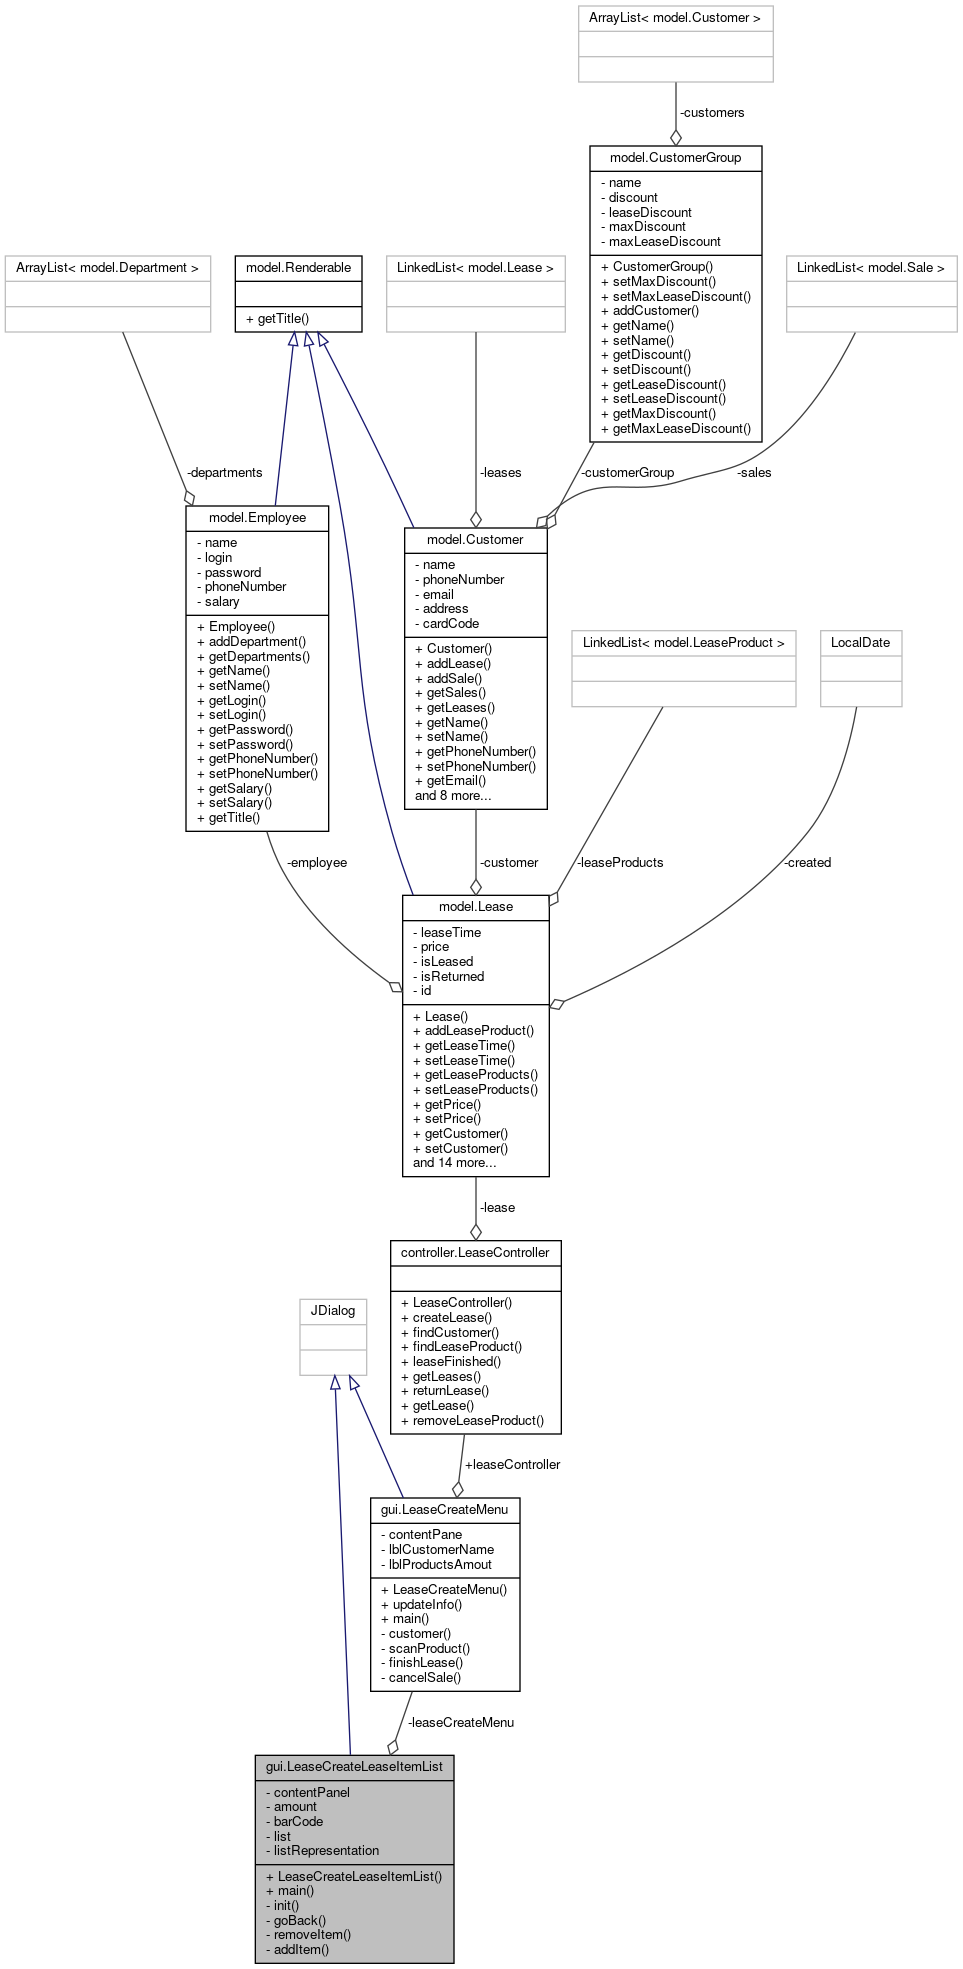 ArrayList< model.Customer >
-customers
model.CustomerGroup
- name
- discount
- leaseDiscount
- maxDiscount
- maxLeaseDiscount
+ CustomerGroup()
+ setMaxDiscount()
+ setMaxLeaseDiscount()
+ addCustomer()
+ getName()
+ setName()
+ getDiscount()
+ setDiscount()
+ getLeaseDiscount()
+ setLeaseDiscount()
+ getMaxDiscount()
+ getMaxLeaseDiscount()
ArrayList< model.Department >
model.Renderable
+ getTitle()
LinkedList< model.Lease >
LinkedList< model.Sale >
-departments
-leases
-customerGroup
-sales
model.Employee
- name
- login
- password
- phoneNumber
- salary
+ Employee()
+ addDepartment()
+ getDepartments()
+ getName()
+ setName()
+ getLogin()
+ setLogin()
+ getPassword()
+ setPassword()
+ getPhoneNumber()
+ setPhoneNumber()
+ getSalary()
+ setSalary()
+ getTitle()
model.Customer
- name
- phoneNumber
- email
- address
- cardCode
+ Customer()
+ addLease()
+ addSale()
+ getSales()
+ getLeases()
+ getName()
+ setName()
+ getPhoneNumber()
+ setPhoneNumber()
+ getEmail()
and 8 more...
LinkedList< model.LeaseProduct >
LocalDate
-employee
-customer
-leaseProducts
-created
model.Lease
- leaseTime
- price
- isLeased
- isReturned
- id
+ Lease()
+ addLeaseProduct()
+ getLeaseTime()
+ setLeaseTime()
+ getLeaseProducts()
+ setLeaseProducts()
+ getPrice()
+ setPrice()
+ getCustomer()
+ setCustomer()
and 14 more...
-lease
controller.LeaseController
+ LeaseController()
+ createLease()
+ findCustomer()
+ findLeaseProduct()
+ leaseFinished()
+ getLeases()
+ returnLease()
+ getLease()
+ removeLeaseProduct()
JDialog
+leaseController
gui.LeaseCreateMenu
- contentPane
- lblCustomerName
- lblProductsAmout
+ LeaseCreateMenu()
+ updateInfo()
+ main()
- customer()
- scanProduct()
- finishLease()
- cancelSale()
-leaseCreateMenu
gui.LeaseCreateLeaseItemList
- contentPanel
- amount
- barCode
- list
- listRepresentation
+ LeaseCreateLeaseItemList()
+ main()
- init()
- goBack()
- removeItem()
- addItem()